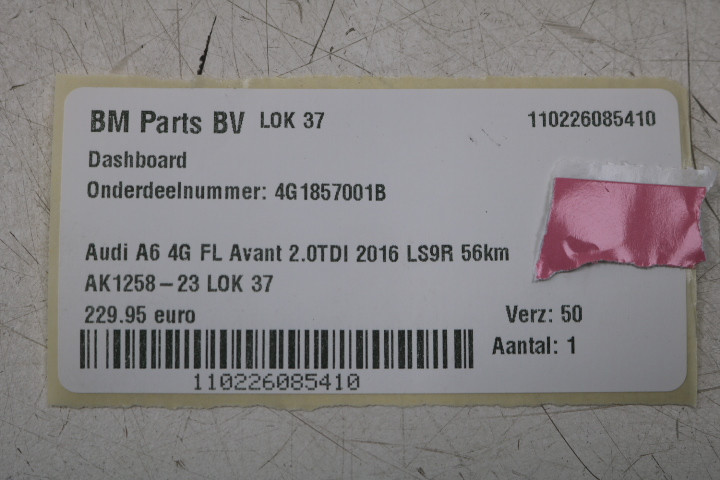 BM Parts BV LOK 37 110226085410
Dashboard
Onderdeelnummer: 4G1857001B
Audi A6 4G FL Avant 2.0TDI 2016 LS9R 56km
AK1258-23 LOK 37
229.95 euro Verz: 50
Aantal: 1
110226085410